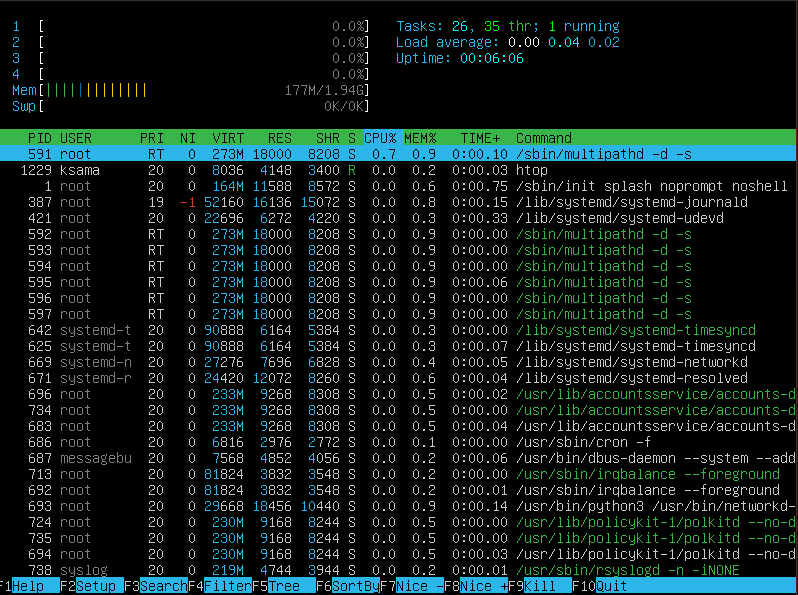 1 [ 0.0%] Tasks: 26, 35 thr; 1 running
2 [ 0.0%] Load average: 0.00 0.04 0.02
3 [ 0.0%] Uptime: 00:06:06
4 [ 0.0%]
Mem[||||||||||||||| 177M/1.94G]
Swp[ 0K/0K]
PID USER PRI NI VIRT RES SHR S CPU% MEM% TIME+ Command
591 root RT 0 273M 18000 8208 S 0.7 0.9 0:00.10 /sbin/multipathd -d -s
1229 ksama 20 0 8036 4148 3400 R 0.0 0.2 0:00.03 htop
1 root 20 0 164M 11588 8572 S 0.0 0.6 0:00.75 /sbin/init splash noprompt noshell
387 root 19 -1 52160 16136 15072 S 0.0 0.8 0:00.15 /lib/systemd/systemd-journald
421 root 20 0 22696 6272 4220 S 0.0 0.3 0:00.33 /lib/systemd/systemd-udevd
592 root RT 0 273M 18000 8208 S 0.0 0.9 0:00.00 /sbin/multipathd -d -s
593 root RT 0 273M 18000 8208 S 0.0 0.9 0:00.00 /sbin/multipathd -d -s
594 root RT 0 273M 18000 8208 S 0.0 0.9 0:00.00 /sbin/multipathd -d -s
595 root RT 0 273M 18000 8208 S 0.0 0.9 0:00.06 /sbin/multipathd -d -s
596 root RT 0 273M 18000 8208 S 0.0 0.9 0:00.00 /sbin/multipathd -d -s
597 root RT 0 273M 18000 8208 S 0.0 0.9 0:00.00 /sbin/multipathd -d -s
642 systemd-t 20 0 90888 6164 5384 S 0.0 0.3 0:00.00 /lib/systemd/systemd-timesyncd
625 systemd-t 20 0 90888 6164 5384 S 0.0 0.3 0:00.07 /lib/systemd/systemd-timesyncd
669 systemd-n 20 0 27276 7696 6828 S 0.0 0.4 0:00.05 /lib/systemd/systemd-networkd
671 systemd-r 20 0 24420 12072 8260 S 0.0 0.6 0:00.04 /lib/systemd/systemd-resolved
696 root 20 0 233M 9268 8308 S 0.0 0.5 0:00.02 /usr/lib/accountsservice/accounts-d
734 root 20 0 233M 9268 8308 S 0.0 0.5 0:00.00 /usr/lib/accountsservice/accounts-d
683 root 20 0 233M 9268 8308 S 0.0 0.5 0:00.04 /usr/lib/accountsservice/accounts-d
686 root 20 0 6816 2976 2772 S 0.0 0.1 0:00.00 /usr/sbin/cron -f
687 messagebu 20 0 7568 4852 4056 S 0.0 0.2 0:00.06 /usr/bin/dbus-daemon --system --add
713 root 20 0 81824 3832 3548 S 0.0 0.2 0:00.00 /usr/sbin/irqbalance --foreground
692 root 20 0 81824 3832 3548 S 0.0 0.2 0:00.01 /usr/sbin/irqbalance --foreground
693 root 20 0 29668 18456 10440 S 0.0 0.9 0:00.14 /usr/bin/python3 /usr/bin/networkd-
724 root 20 0 230M 9168 8244 S 0.0 0.5 0:00.00 /usr/lib/policykit-1/polkitd --no-d
735 root 20 0 230M 9168 8244 S 0.0 0.5 0:00.00 /usr/lib/policykit-1/polkitd --no-d
694 root 20 0 230M 9168 8244 S 0.0 0.5 0:00.03 /usr/lib/policykit-1/polkitd --no-d
738 root 20 0 219M 4744 3944 S 0.0 0.2 0:00.01 /usr/sbin/rsyslogd -n -iNONE
F1Help F2Setup F3SearchF4FilterF5Tree F6SortByF7Nice -F8Nice +F9Kill F10Quit